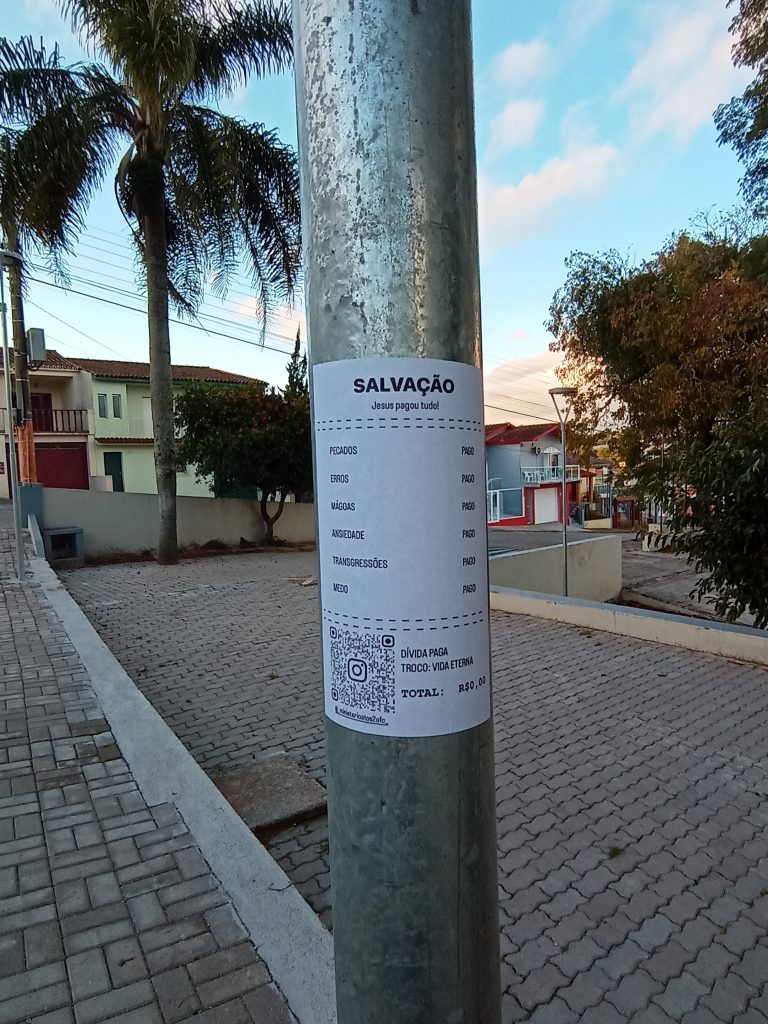 SALVAÇÃO
Jesus pagou tudo!
PECADOS PAGO
ERROS PAGO
MÁGOAS PAGO
ANSIEDADE PAGO
TRANSGRESSÕES PAGO
MEDO PAGO
DÍVIDA PAGA
TROCO: VIDA ETERNA
TOTAL: R$0,00